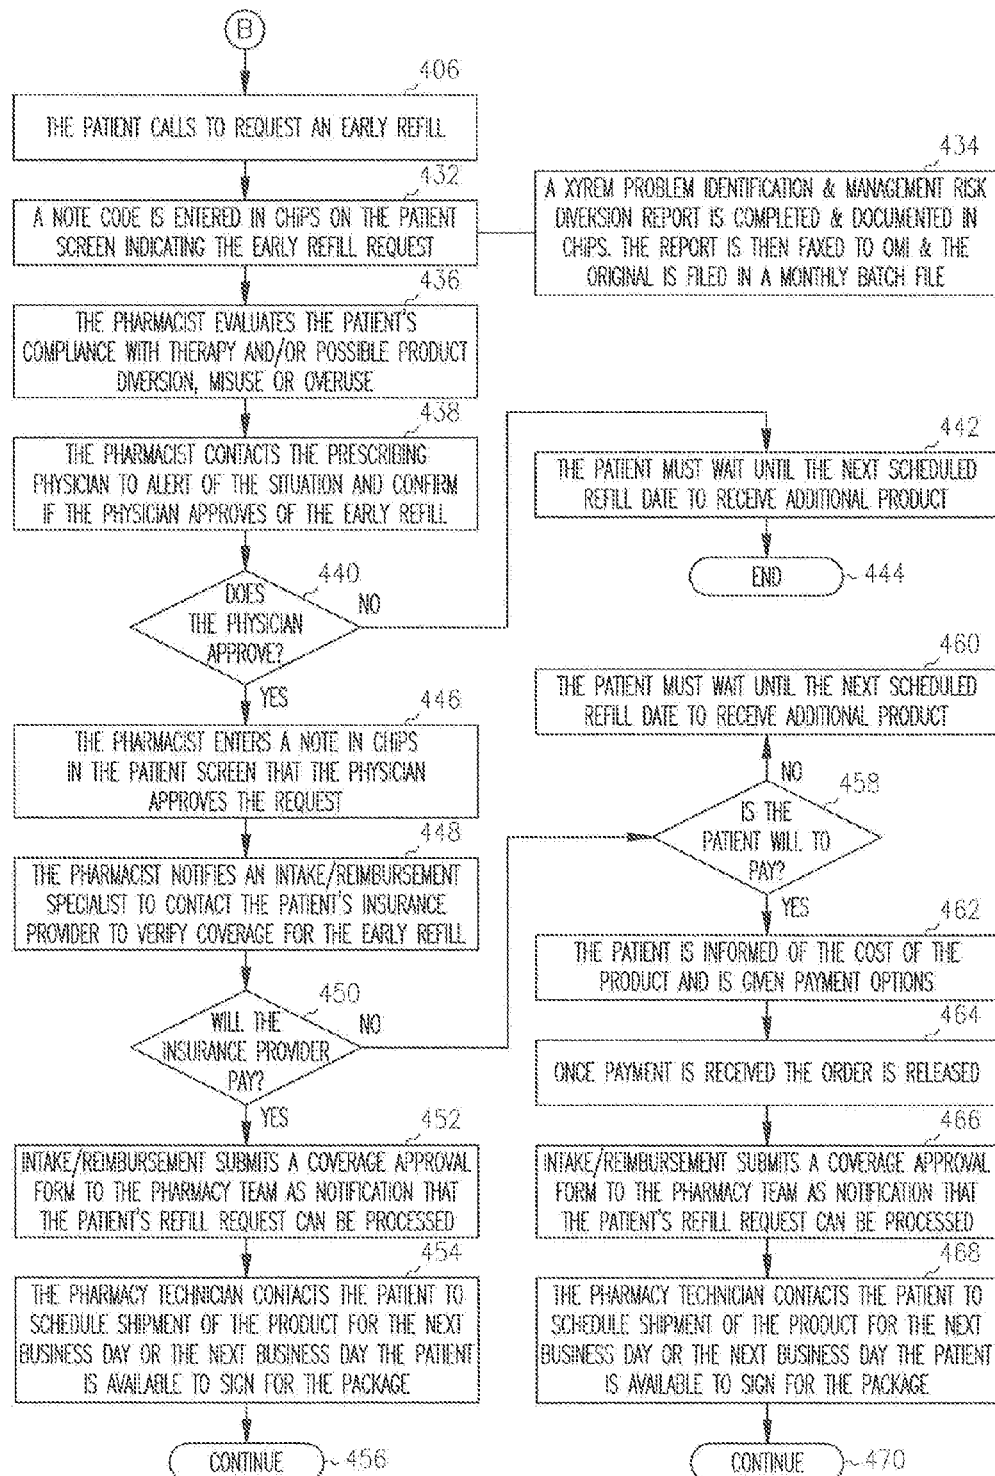 B
406
THE PATIENT CALLS TO REQUEST AN EARLY REFILL
432
A NOTE CODE IS ENTERED IN CHIPS ON THE PATIENT
SCREEN INDICATING THE EARLY REFILL REQUEST
434
A XYREM PROBLEM IDENTIFICATION & MANAGEMENT RISK
DIVERSION REPORT IS COMPLETED & DOCUMENTED IN
CHIPS. THE REPORT IS THEN FAXED TO OMI & THE
ORIGINAL IS FILED IN A MONTHLY BATCH FILE
436
THE PHARMACIST EVALUATES THE PATIENT'S
COMPLIANCE WITH THERAPY AND/OR POSSIBLE PRODUCT
DIVERSION, MISUSE OR OVERUSE
438
THE PHARMACIST CONTACTS THE PRESCRIBING
PHYSICIAN TO ALERT OF THE SITUATION AND CONFIRM
IF THE PHYSICIAN APPROVES OF THE EARLY REFILL
440
DOES
THE PHYSICIAN
APPROVE?
NO
YES
442
THE PATIENT MUST WAIT UNTIL THE NEXT SCHEDULED
REFILL DATE TO RECEIVE ADDITIONAL PRODUCT
END
444
446
THE PHARMACIST ENTERS A NOTE IN CHIPS
IN THE PATIENT SCREEN THAT THE PHYSICIAN
APPROVES THE REQUEST
448
THE PHARMACIST NOTIFIES AN INTAKE/REIMBURSEMENT
SPECIALIST TO CONTACT THE PATIENT'S INSURANCE
PROVIDER TO VERIFY COVERAGE FOR THE EARLY REFILL
450
WILL THE
INSURANCE PROVIDER
PAY?
NO
YES
452
INTAKE/REIMBURSEMENT SUBMITS A COVERAGE APPROVAL
FORM TO THE PHARMACY TEAM AS NOTIFICATION THAT
THE PATIENT'S REFILL REQUEST CAN BE PROCESSED
454
THE PHARMACY TECHNICIAN CONTACTS THE PATIENT TO
SCHEDULE SHIPMENT OF THE PRODUCT FOR THE NEXT
BUSINESS DAY OR THE NEXT BUSINESS DAY THE PATIENT
IS AVAILABLE TO SIGN FOR THE PACKAGE
CONTINUE
456
460
THE PATIENT MUST WAIT UNTIL THE NEXT SCHEDULED
REFILL DATE TO RECEIVE ADDITIONAL PRODUCT
NO
458
IS THE
PATIENT WILL TO
PAY?
YES
462
THE PATIENT IS INFORMED OF THE COST OF THE
PRODUCT AND IS GIVEN PAYMENT OPTIONS
464
ONCE PAYMENT IS RECEIVED THE ORDER IS RELEASED
466
INTAKE/REIMBURSEMENT SUBMITS A COVERAGE APPROVAL
FORM TO THE PHARMACY TEAM AS NOTIFICATION THAT
THE PATIENT'S REFILL REQUEST CAN BE PROCESSED
468
THE PHARMACY TECHNICIAN CONTACTS THE PATIENT TO
SCHEDULE SHIPMENT OF THE PRODUCT FOR THE NEXT
BUSINESS DAY OR THE NEXT BUSINESS DAY THE PATIENT
IS AVAILABLE TO SIGN FOR THE PACKAGE
CONTINUE
470